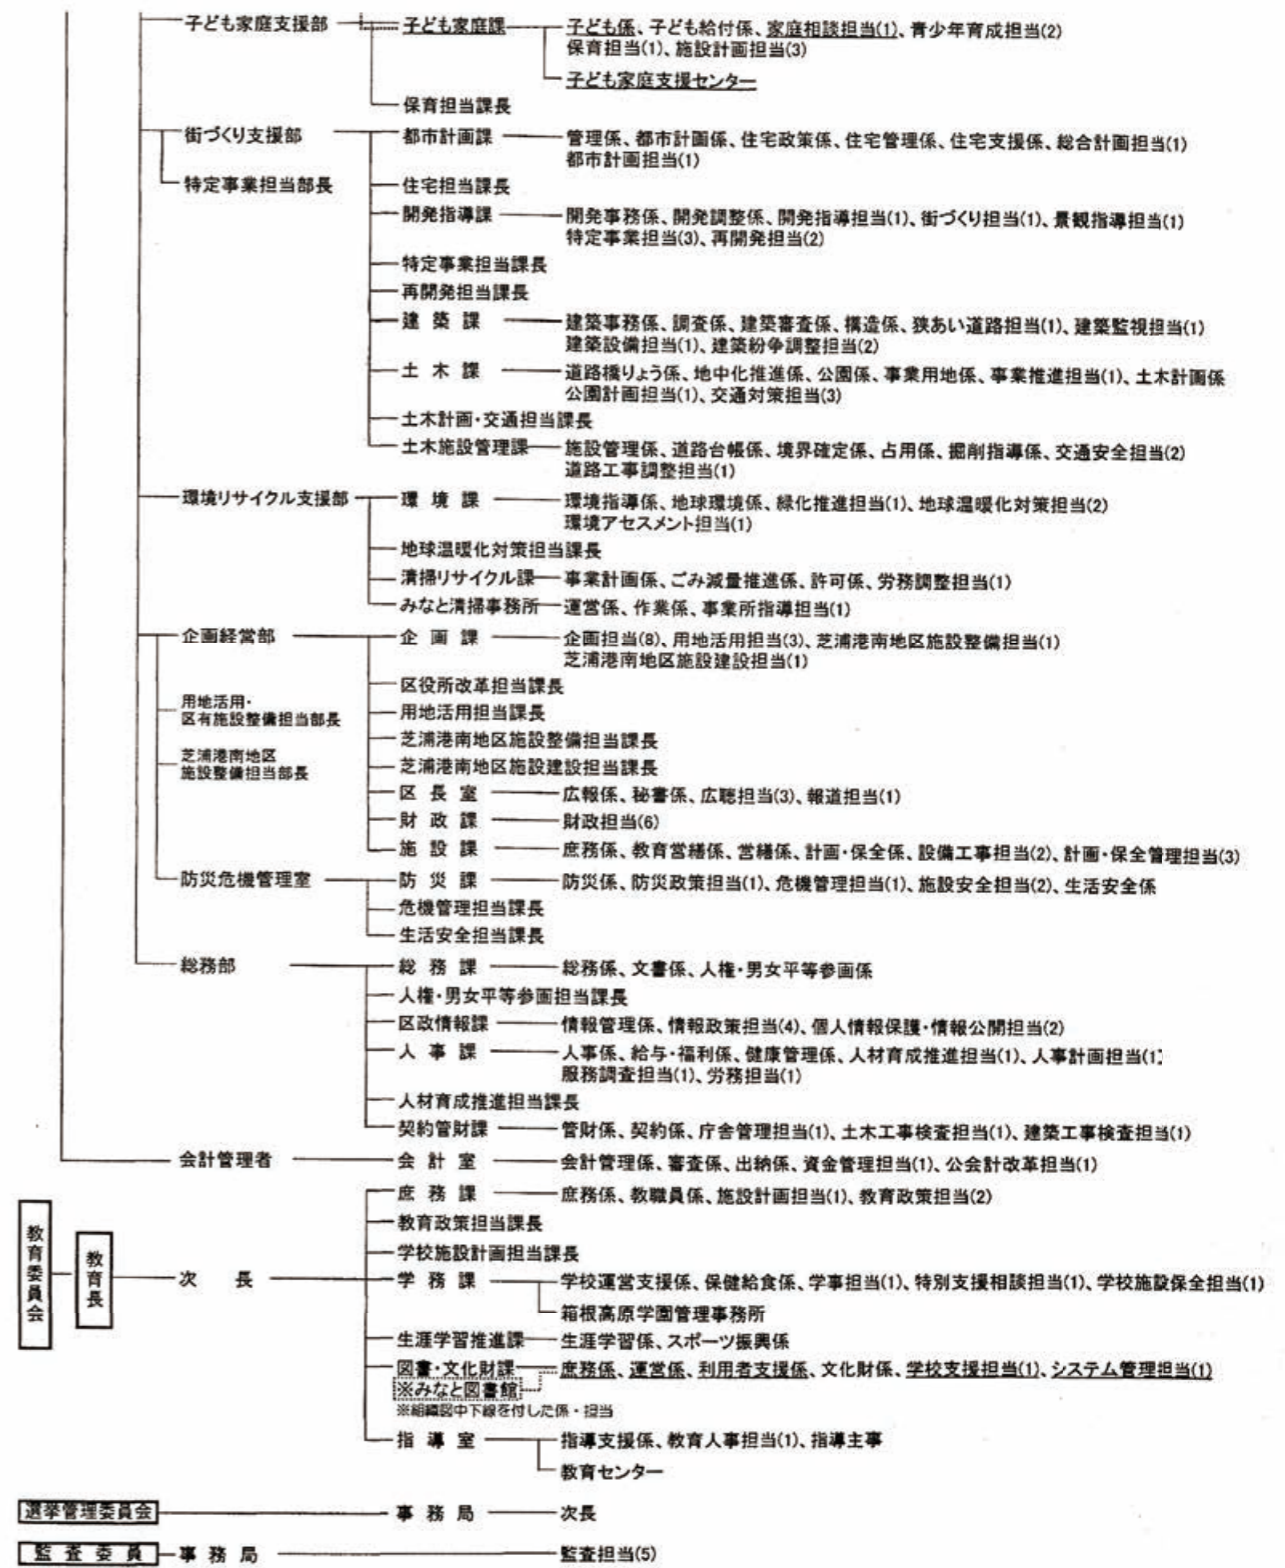 子ども家庭支援部 子ども家庭課 子ども係、子ども給付係、家庭相談担当(1)、青少年育成担当(2)
保育担当(1)、施設計画担当(3)
子ども家庭支援センター
保育担当課長
街づくり支援部 都市計画課 管理係、都市計画係、住宅政策係、住宅管理係、住宅支援係、総合計画担当(1)
都市計画担当(1)
特定事業担当部長 住宅担当課長
開発指導課 開発事務係、開発調整係、開発指導担当(1)、街づくり担当(1)、景観指導担当(1)
特定事業担当(3)、再開発担当(2)
特定事業担当課長
再開発担当課長
建築課 建築事務係、調査係、建築審査係、構造係、狭あい道路担当(1)、建築監視担当(1)
建築設備担当(1)、建築紛争調整担当(2)
土木課 道路橋りょう係、地中化推進係、公園係、事業用地係、事業推進担当(1)、土木計画係
公園計画担当(1)、交通対策担当(3)
土木計画・交通担当課長
土木施設管理課 施設管理係、道路台帳係、境界確定係、占用係、掘削指導係、交通安全担当(2)
道路工事調整担当(1)
環境リサイクル支援部 環境課 環境指導係、地球環境係、緑化推進担当(1)、地球温暖化対策担当(2)
環境アセスメント担当(1)
地球温暖化対策担当課長
清掃リサイクル課 事業計画係、ごみ減量推進係、許可係、労務調整担当(1)
みなと清掃事務所 運営係、作業係、事業所指導担当(1)
企画経営部 企画課 企画担当(8)、用地活用担当(3)、芝浦港南地区施設整備担当(1)
芝浦港南地区施設建設担当(1)
区役所改革担当課長
用地活用・
区有施設整備担当部長 用地活用担当課長
芝浦港南地区施設整備担当課長
芝浦港南地区
施設整備担当部長 芝浦港南地区施設建設担当課長
区長室 広報係、秘書係、広聴担当(3)、報道担当(1)
財政課 財政担当(6)
施設課 庶務係、教育営繕係、営繕係、計画・保全係、設備工事担当(2)、計画・保全管理担当(3)
防災危機管理室 防災課 防災係、防災政策担当(1)、危機管理担当(1)、施設安全担当(2)、生活安全係
危機管理担当課長
生活安全担当課長
総務部 総務課 総務係、文書係、人権・男女平等参画係
人権・男女平等参画担当課長
区政情報課 情報管理係、情報政策担当(4)、個人情報保護・情報公開担当(2)
人事課 人事係、給与・福利係、健康管理係、人材育成推進担当(1)、人事計画担当(1)
服務調査担当(1)、労務担当(1)
人材育成推進担当課長
契約管財課 管財係、契約係、庁舎管理担当(1)、土木工事検査担当(1)、建築工事検査担当(1)
会計管理者 会計室 会計管理係、審査係、出納係、資金管理担当(1)、公会計改革担当(1)
庶務課 庶務係、教職員係、施設計画担当(1)、教育政策担当(2)
教育政策担当課長
学校施設計画担当課長
教育委員会 教育長 次長 学務課 学校運営支援係、保健給食係、学事担当(1)、特別支援相談担当(1)、学校施設保全担当(1)
箱根高原学園管理事務所
生涯学習推進課 生涯学習係、スポーツ振興係
図書・文化財課 庶務係、運営係、利用者支援係、文化財係、学校支援担当(1)、システム管理担当(1)
※みなと図書館
※組織図中下線を付した係・担当
指導室 指導支援係、教育人事担当(1)、指導主事
教育センター
選挙管理委員会 事務局 次長
監査委員 事務局 監査担当(5)